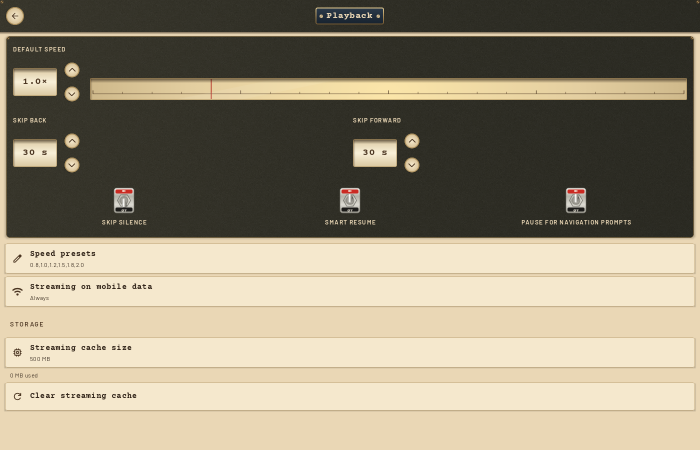 Playback
DEFAULT SPEED
1.0×
SKIP BACK
SKIP FORWARD
30 s
30 s
SKIP SILENCE
SMART RESUME
PAUSE FOR NAVIGATION PROMPTS
Speed presets
0.8,1.0,1.2,1.5,1.8,2.0
Streaming on mobile data
Always
STORAGE
Streaming cache size
500 MB
0 MB used
Clear streaming cache